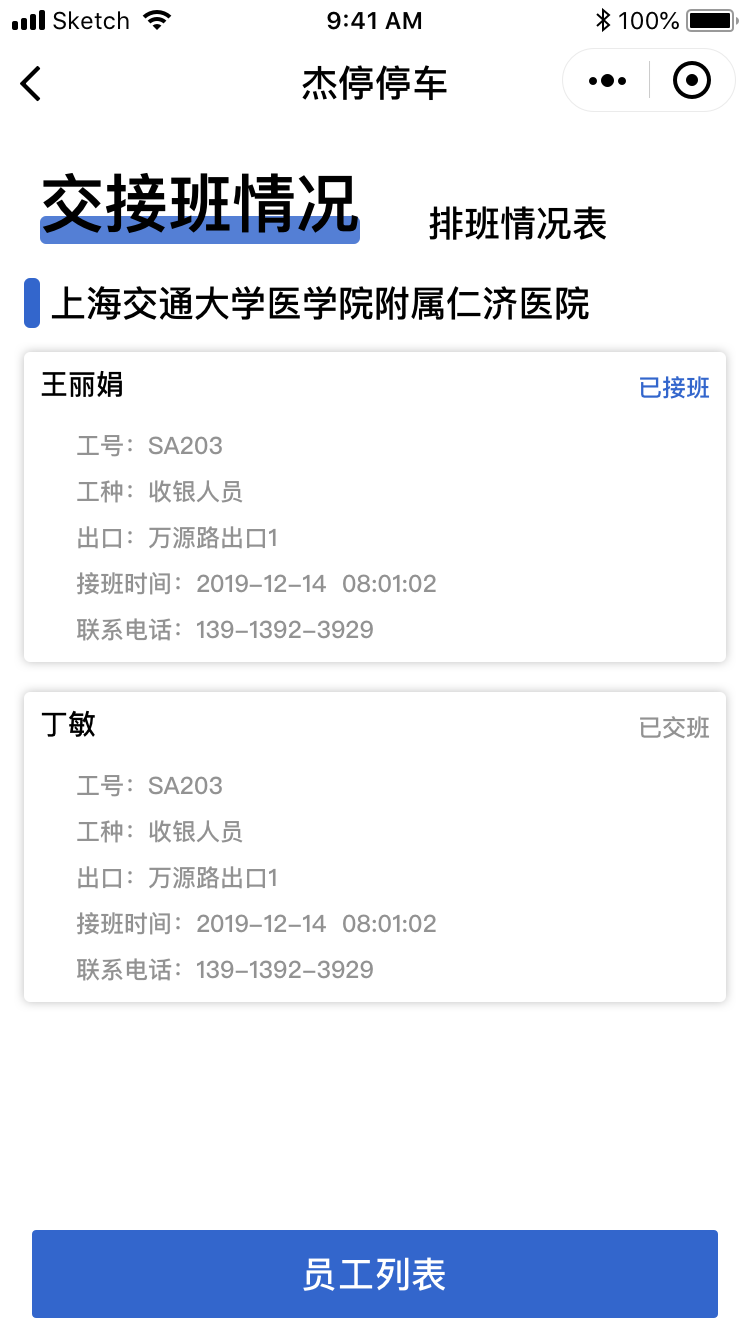 Sketch 9:41 AM 100%
杰停停车
交接班情况 排班情况表
上海交通大学医学院附属仁济医院
王丽娟 已接班
工号：SA203
工种：收银人员
出口：万源路出口1
接班时间：2019-12-14 08:01:02
联系电话：139-1392-3929
丁敏 已交班
工号：SA203
工种：收银人员
出口：万源路出口1
接班时间：2019-12-14 08:01:02
联系电话：139-1392-3929
员工列表